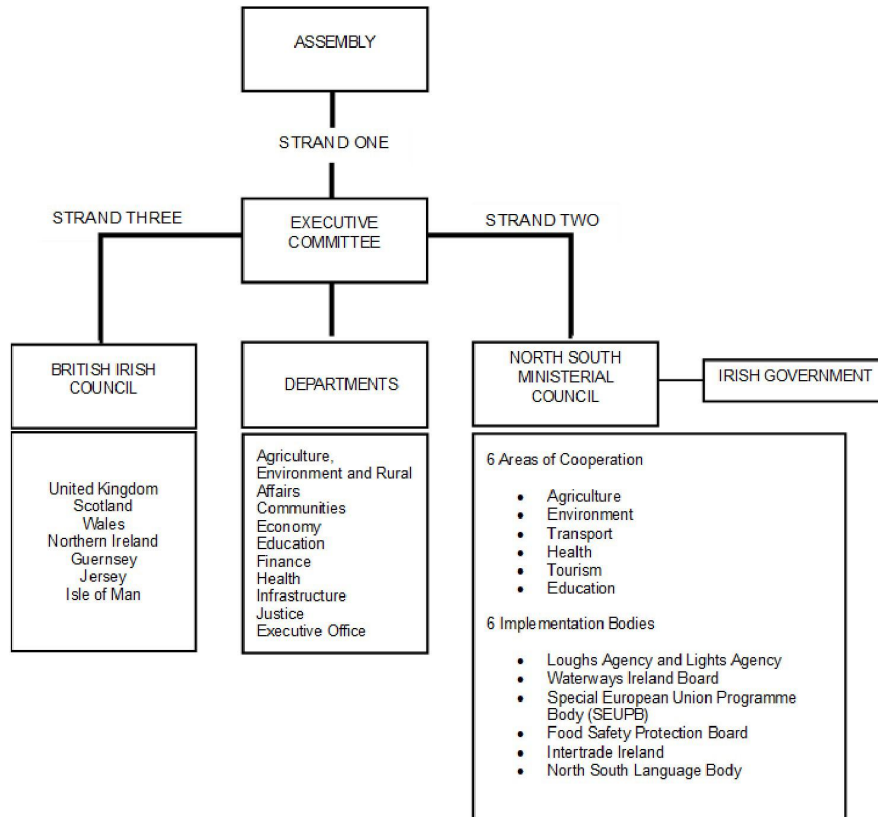 ASSEMBLY
STRAND ONE
STRAND THREE
EXECUTIVE
COMMITTEE
STRAND TWO
BRITISH IRISH
COUNCIL
DEPARTMENTS
NORTH SOUTH
MINISTERIAL
COUNCIL
IRISH GOVERNMENT
United Kingdom
Scotland
Wales
Northern Ireland
Guernsey
Jersey
Isle of Man
Agriculture,
Environment and Rural
Affairs
Communities
Economy
Education
Finance
Health
Infrastructure
Justice
Executive Office
6 Areas of Cooperation
• Agriculture
• Environment
• Transport
• Health
• Tourism
• Education
6 Implementation Bodies
• Loughs Agency and Lights Agency
• Waterways Ireland Board
• Special European Union Programme
Body (SEUPB)
• Food Safety Protection Board
• Intertrade Ireland
• North South Language Body